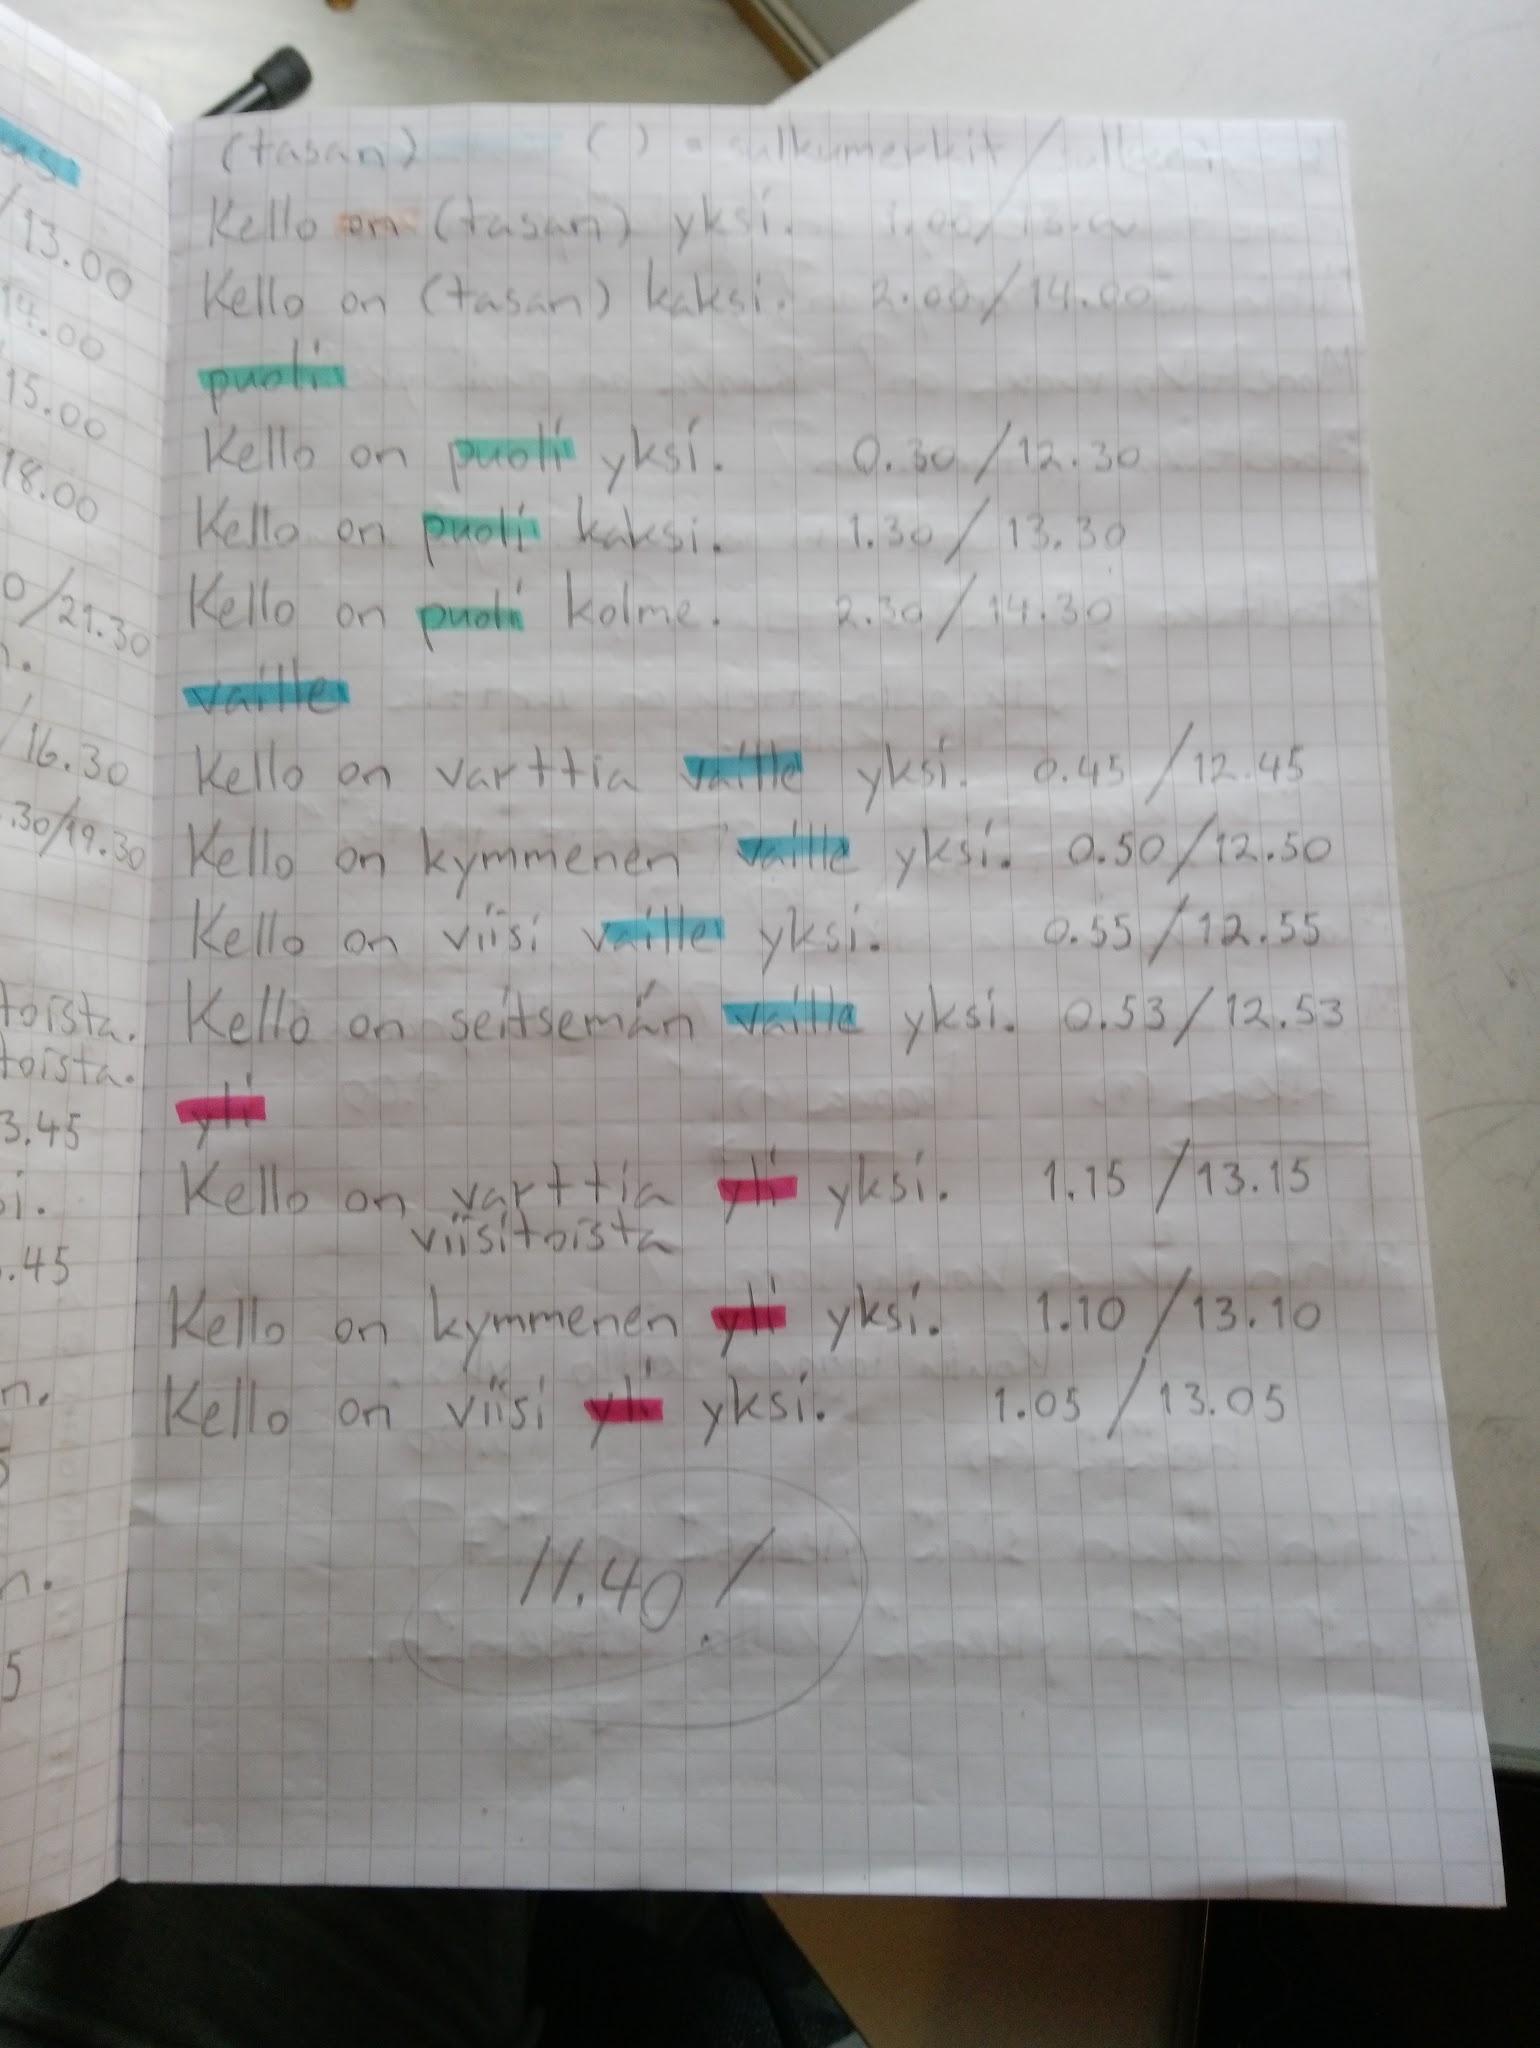 13.00
14.00
15.00
18.00
0/21.30
n.
/16.30
.30/19.30
toista.
toista.
3.45
si.
.45
n.
n.
5
(tasan) ( ) = sulkumerkit /
Kello on (tasan) yksi. 1.00/13.00
Kello on (tasan) kaksi. 2.00/14.00
puoli
Kello on puoli yksi. 0.30/12.30
Kello on puoli kaksi. 1.30/13.30
Kello on puoli kolme. 2.30/14.30
vaille
Kello on varttia vaille yksi. 0.45/12.45
Kello on kymmenen vaille yksi. 0.50/12.50
Kello on viisi vaille yksi. 0.55/12.55
Kello on seitsemän vaille yksi. 0.53/12.53
yli
Kello on varttia yli yksi. 1.15/13.15
viisitoista
Kello on kymmenen yli yksi. 1.10/13.10
Kello on viisi yli yksi. 1.05/13.05
11.40!